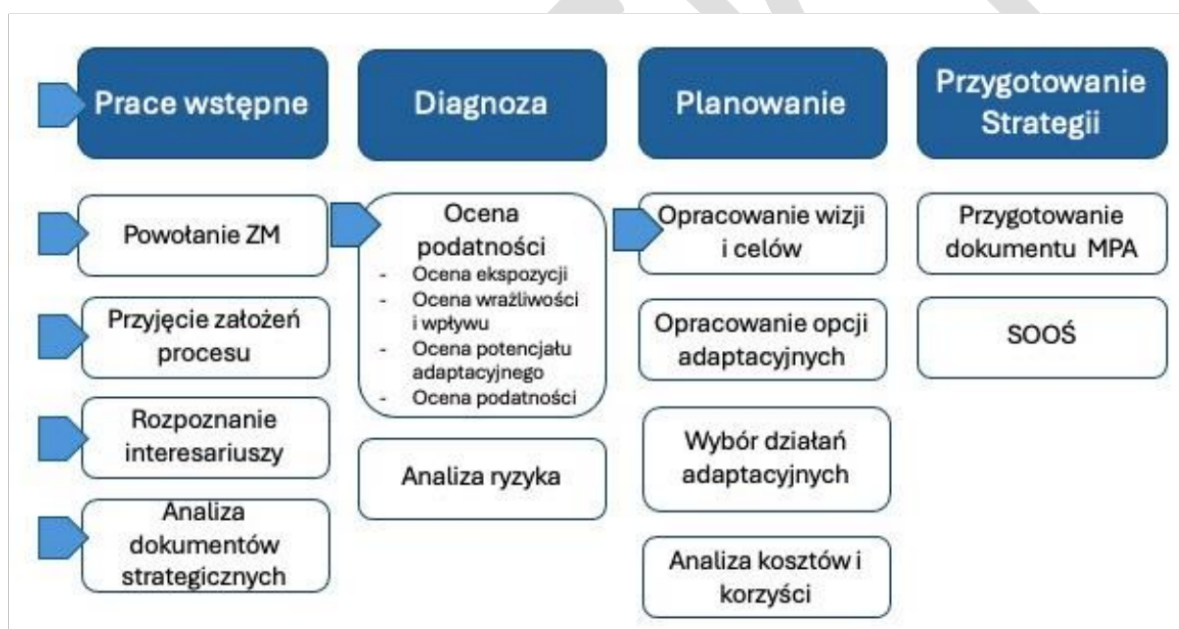 Prace wstępne
Powołanie ZM
Przyjęcie założeń
procesu
Rozpoznanie
interesariuszy
Analiza
dokumentów
strategicznych
Diagnoza
Ocena
podatności
- Ocena ekspozycji
- Ocena wrażliwości
i wpływu
- Ocena potencjału
adaptacyjnego
- Ocena podatności
Analiza ryzyka
Planowanie
Opracowanie wizji
i celów
Opracowanie opcji
adaptacyjnych
Wybór działań
adaptacyjnych
Analiza kosztów i
korzyści
Przygotowanie
Strategii
Przygotowanie
dokumentu MPA
SOOŚ